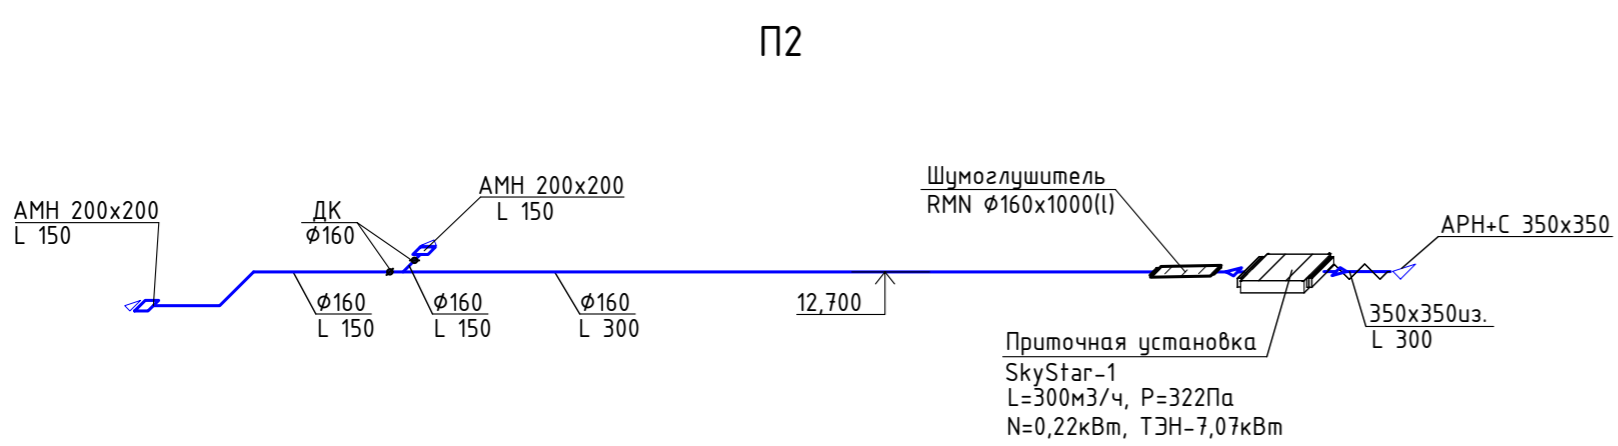 П2
АМН 200х200
L 150
ДК
Ø160
АМН 200х200
L 150
Шумоглушитель
RMN Ø160х1000(l)
АРН+С 350х350
Ø160
L 150
Ø160
L 150
Ø160
L 300
12,700
350х350из.
L 300
Приточная установка
SkyStar-1
L=300м3/ч, Р=322Па
N=0,22кВт, ТЭН-7,07кВт